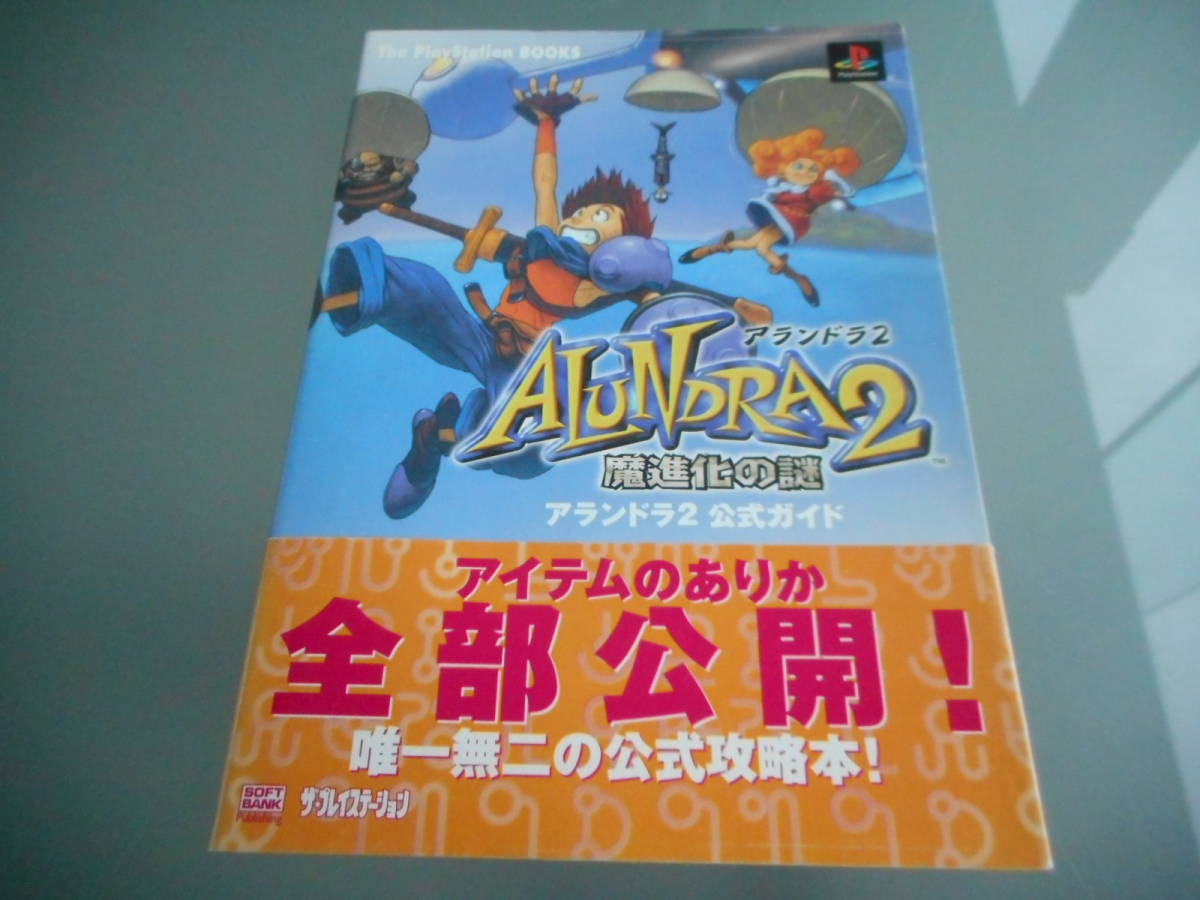 The PlayStation BOOKS
PlayStation
アランドラ2
ALUNDRA2
TM
魔進化の謎
アランドラ2 公式ガイド
アイテムのありか
全部公開!
唯一無二の公式攻略本!
SOFT
BANK
Publishing
ザ・プレイステーション